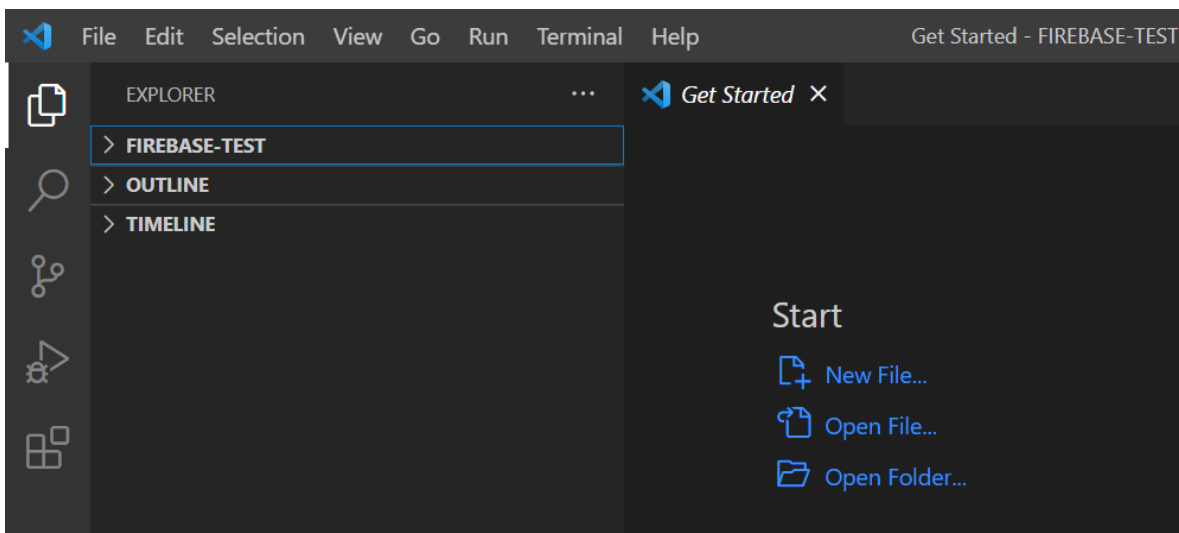 File Edit Selection View Go Run Terminal Help Get Started - FIREBASE-TEST
EXPLORER ... Get Started
FIREBASE-TEST
OUTLINE
TIMELINE
Start
New File...
Open File...
Open Folder...